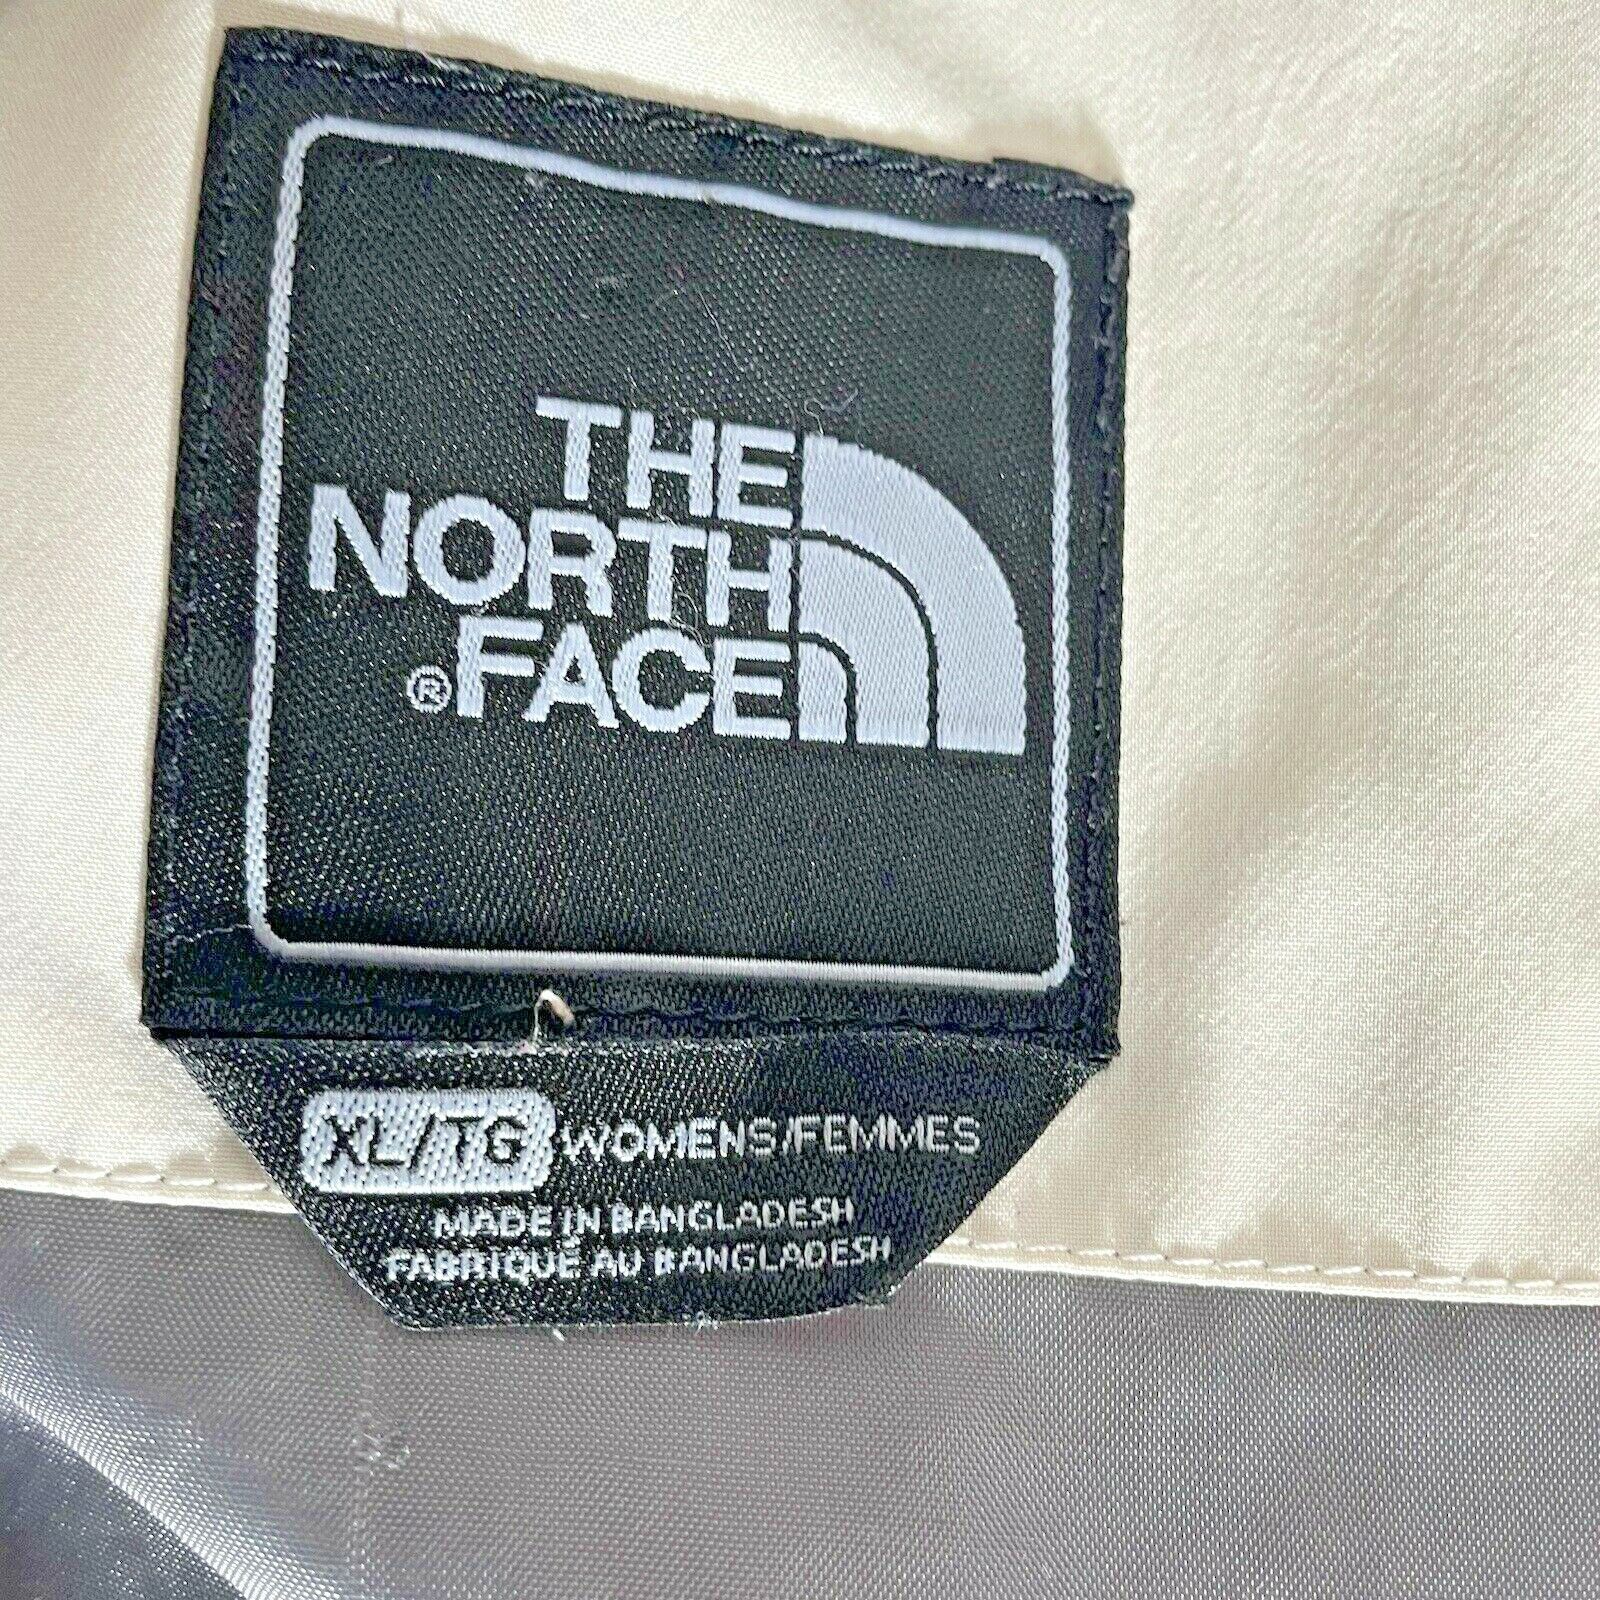 THE
NORTH
®FACE
XL/TG WOMENS/FEMMES
MADE IN BANGLADESH
FABRIQUÉ AU BANGLADESH